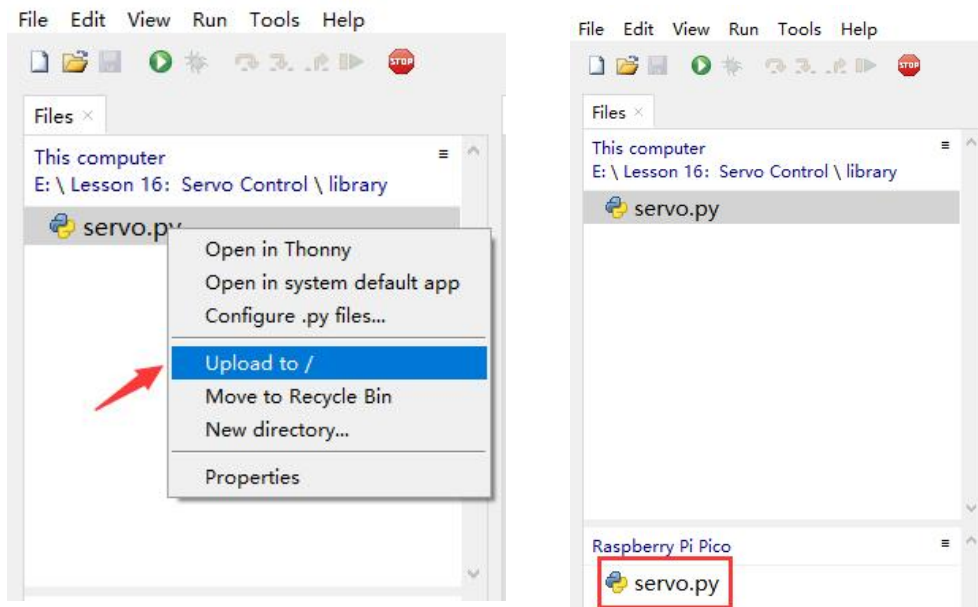 File Edit View Run Tools Help
STOP
Files
This computer
E: \ Lesson 16: Servo Control \ library
servo.py
Open in Thonny
Open in system default app
Configure .py files...
Upload to /
Move to Recycle Bin
New directory...
Properties
File Edit View Run Tools Help
STOP
Files
This computer
E: \ Lesson 16: Servo Control \ library
servo.py
Raspberry Pi Pico
servo.py